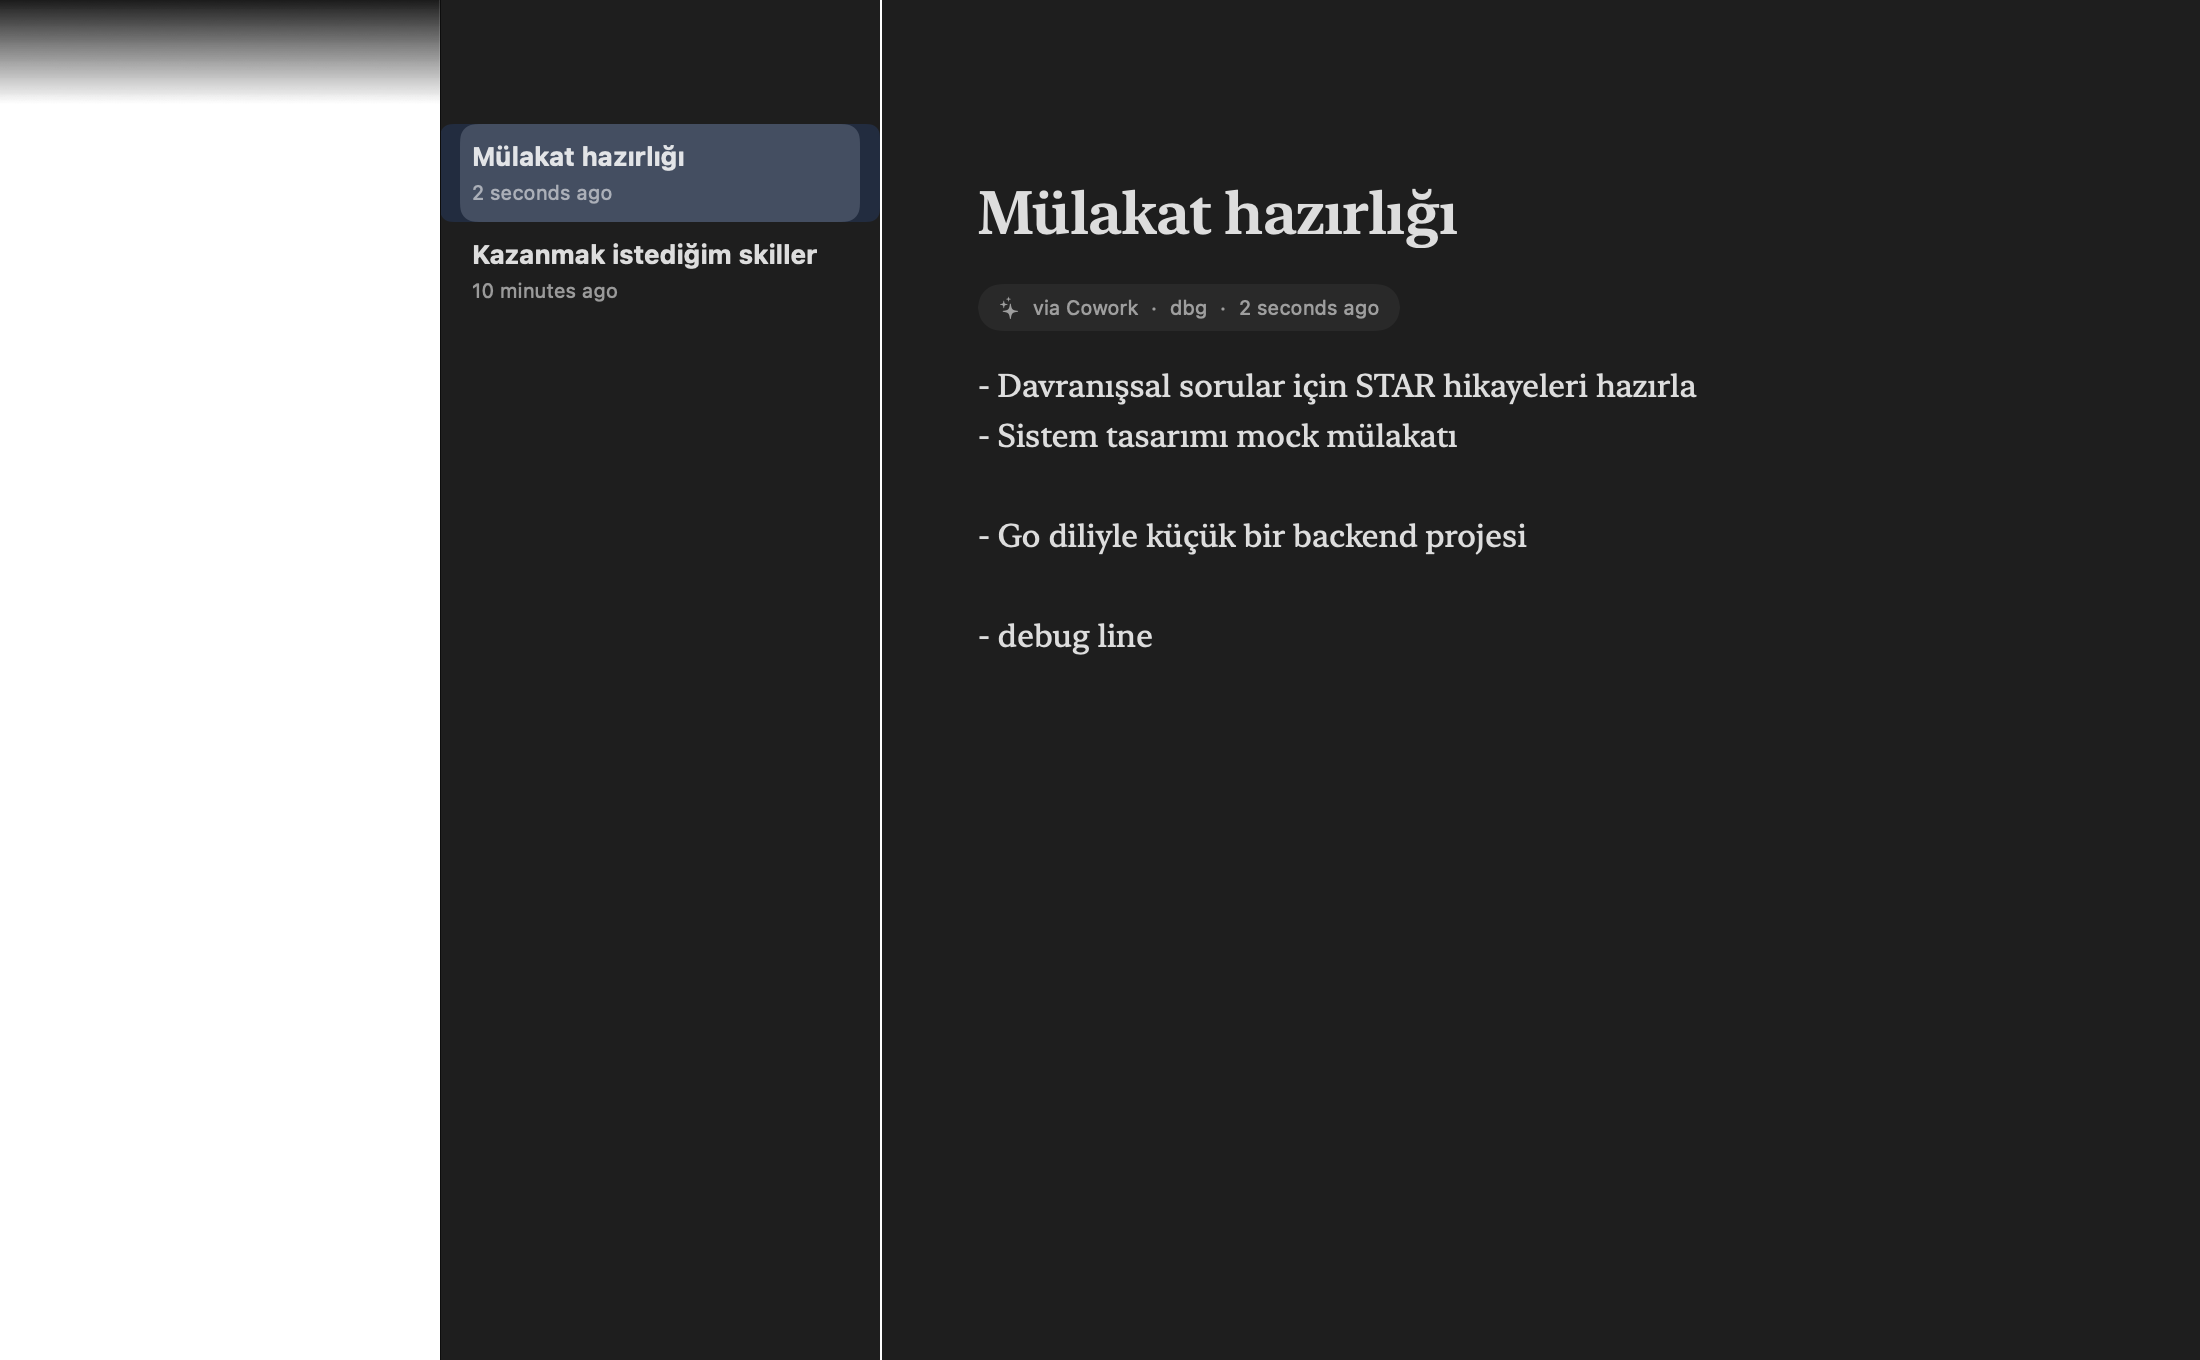 Mülakat hazırlığı
2 seconds ago
Kazanmak istediğim skiller
10 minutes ago
Mülakat hazırlığı
via Cowork · dbg · 2 seconds ago
- Davranışsal sorular için STAR hikayeleri hazırla
- Sistem tasarımı mock mülakatı
- Go diliyle küçük bir backend projesi
- debug line